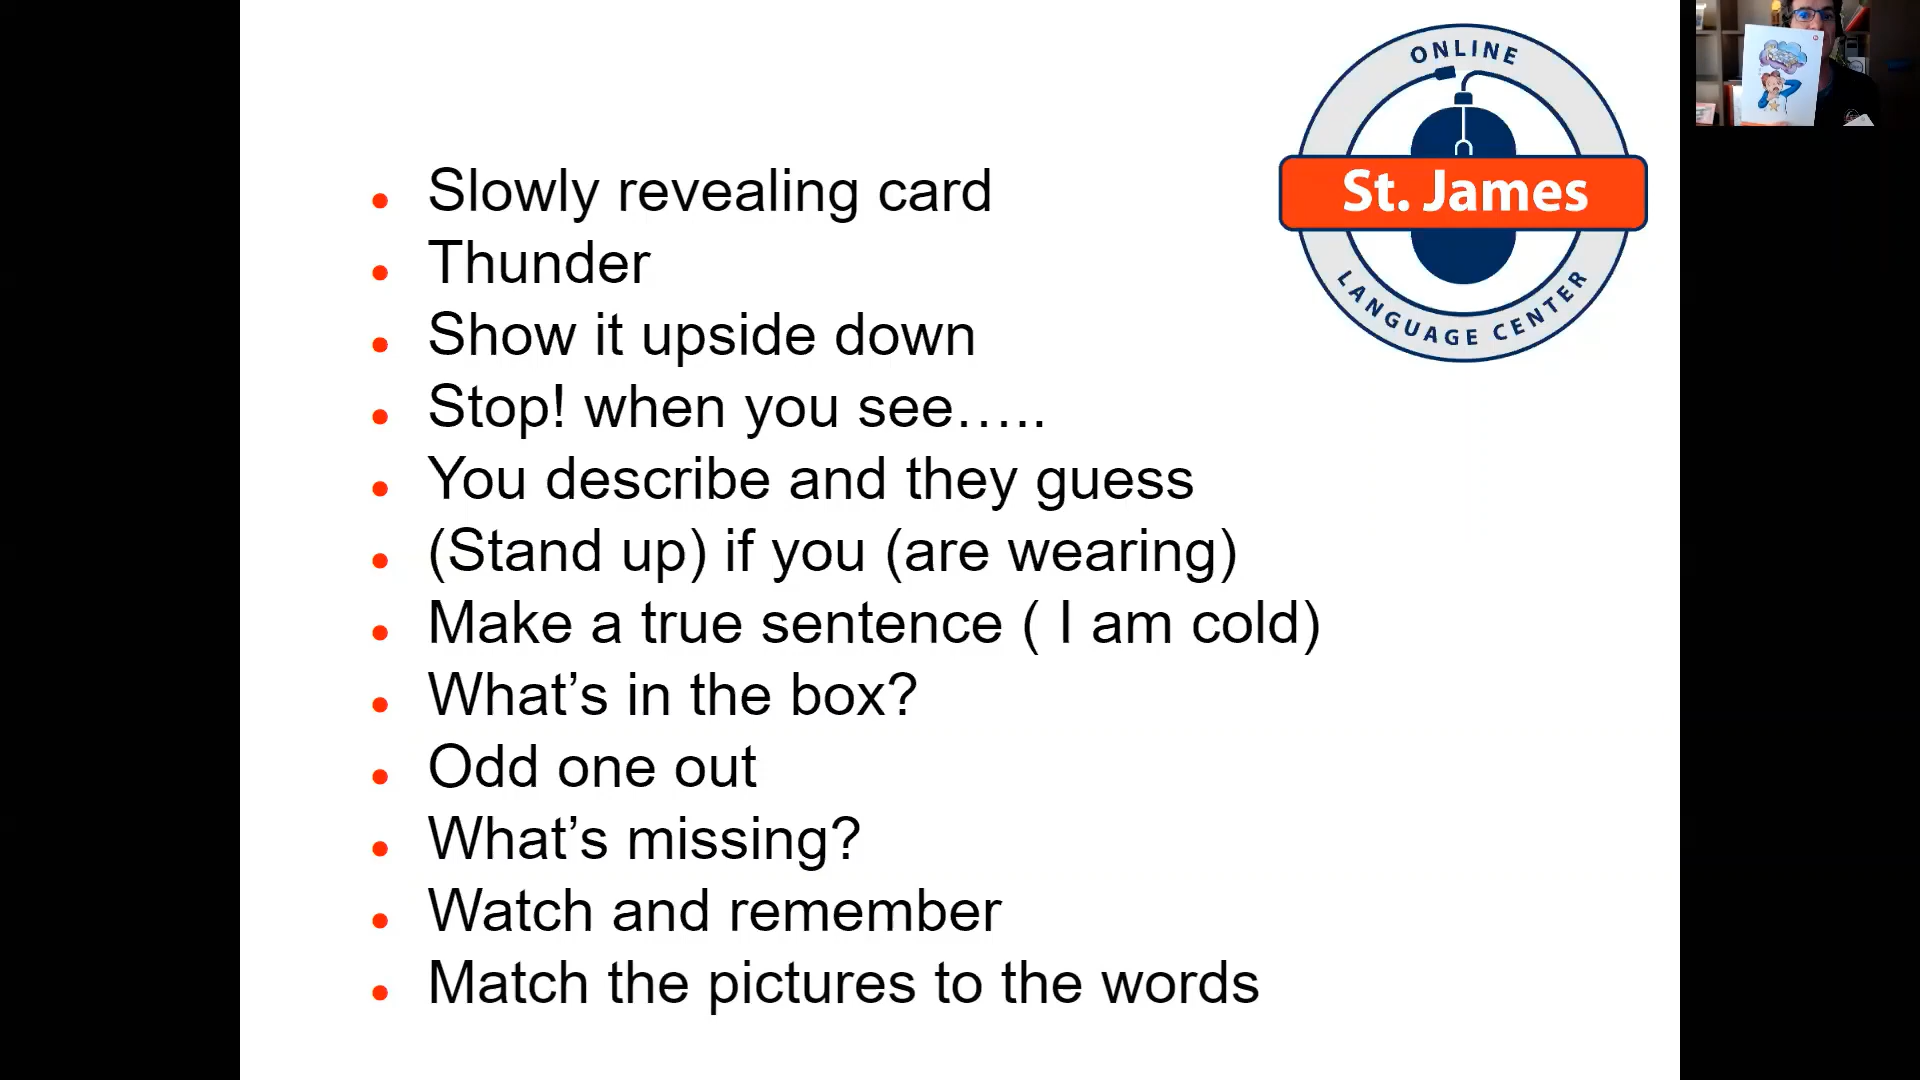 ONLINE
St. James
LANGUAGE CENTER
Slowly revealing card
Thunder
Show it upside down
Stop! when you see…..
You describe and they guess
(Stand up) if you (are wearing)
Make a true sentence ( I am cold)
What’s in the box?
Odd one out
What’s missing?
Watch and remember
Match the pictures to the words